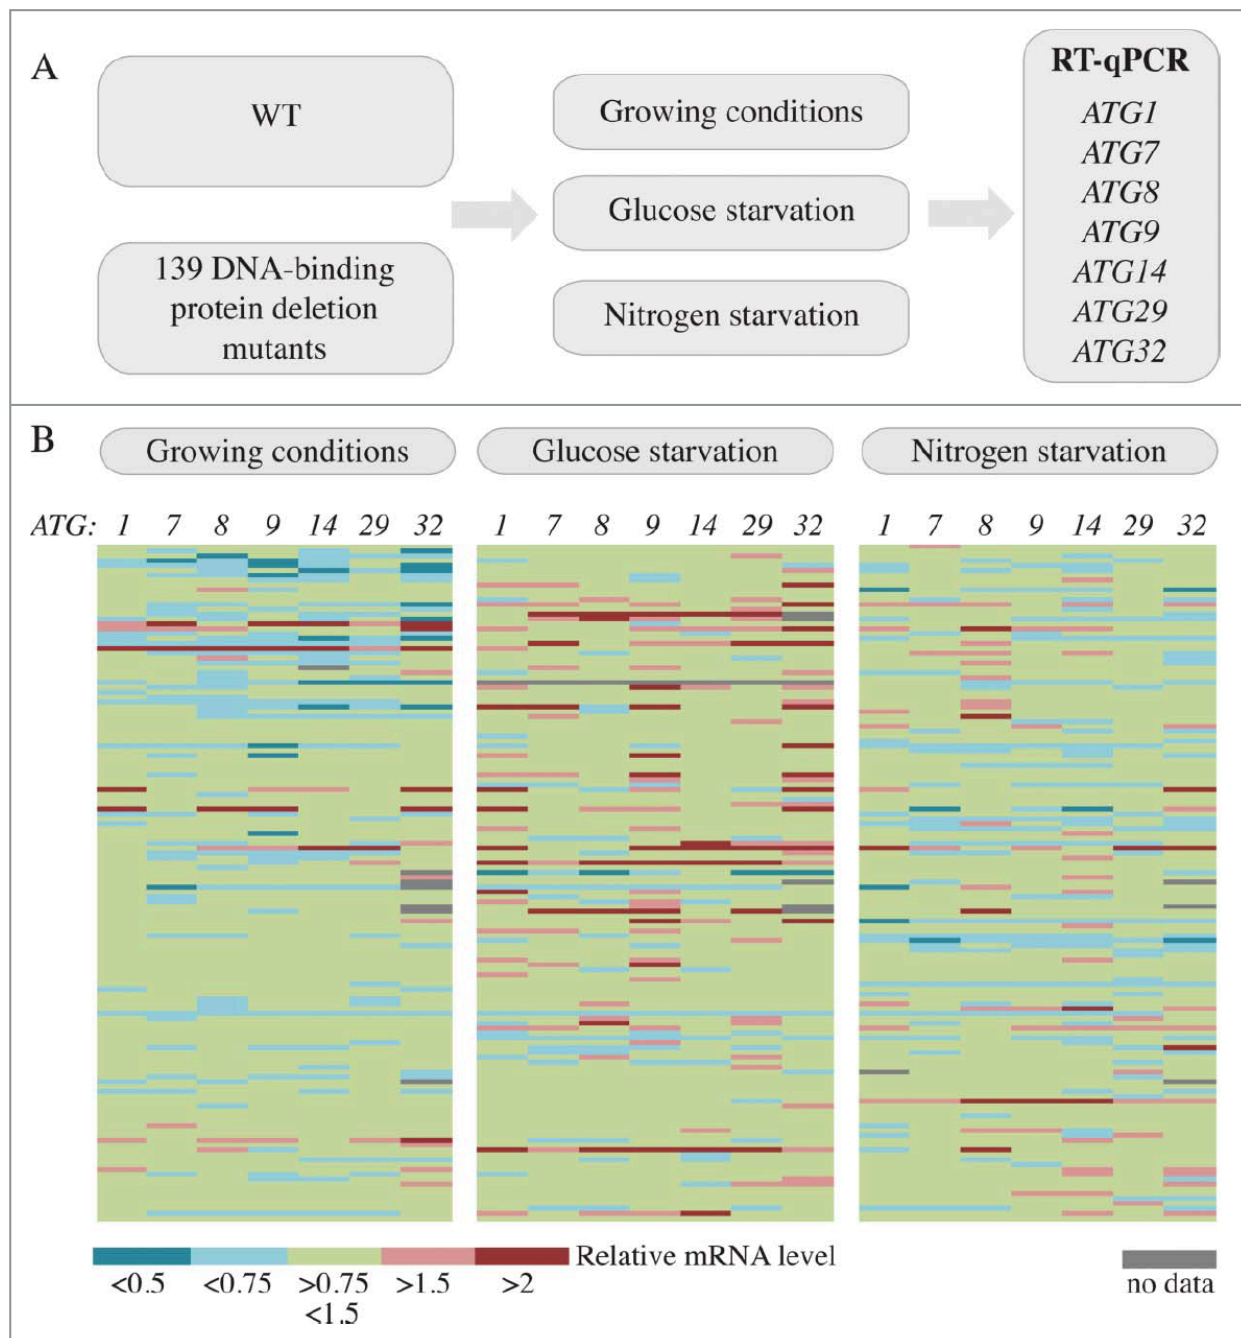 A
WT
139 DNA-binding
protein deletion
mutants
Growing conditions
Glucose starvation
Nitrogen starvation
RT-qPCR
ATG1
ATG7
ATG8
ATG9
ATG14
ATG29
ATG32
B
Growing conditions
Glucose starvation
Nitrogen starvation
ATG: 1 7 8 9 14 29 32 1 7 8 9 14 29 32 1 7 8 9 14 29 32
Relative mRNA level
<0.5 <0.75 >0.75 >1.5 >2
<1.5
no data